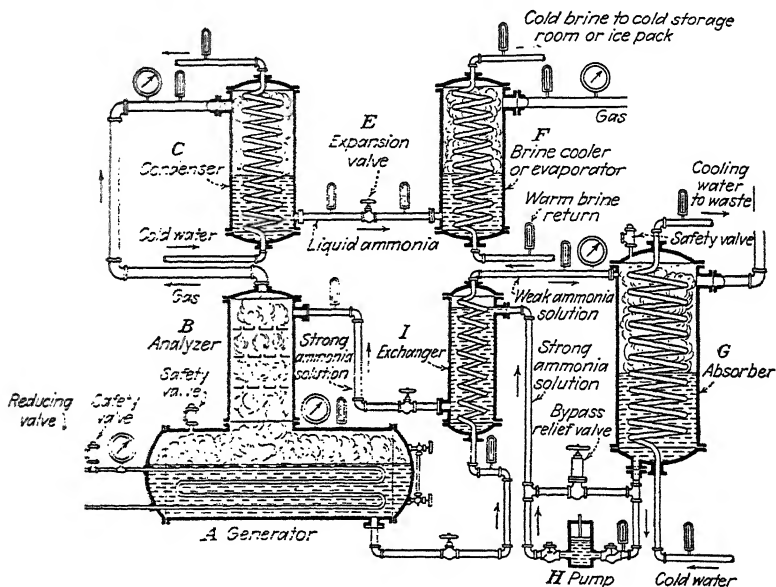 Cold brine to cold storage
room or ice pack
E
Expansion
valve
F
Brine cooler
or evaporator
Gas
C
Condenser
Cooling
water
to waste
Warm brine
return
Cold water
Liquid ammonia
Safety valve
Gas
Weak ammonia
solution
B
Analyzer
Strong
ammonia
solution
I
Exchanger
Strong
ammonia
solution
G
Absorber
Safety
valve
Reducing
valve
Safety
valve
Bypass
relief valve
A Generator
H Pump
Cold water